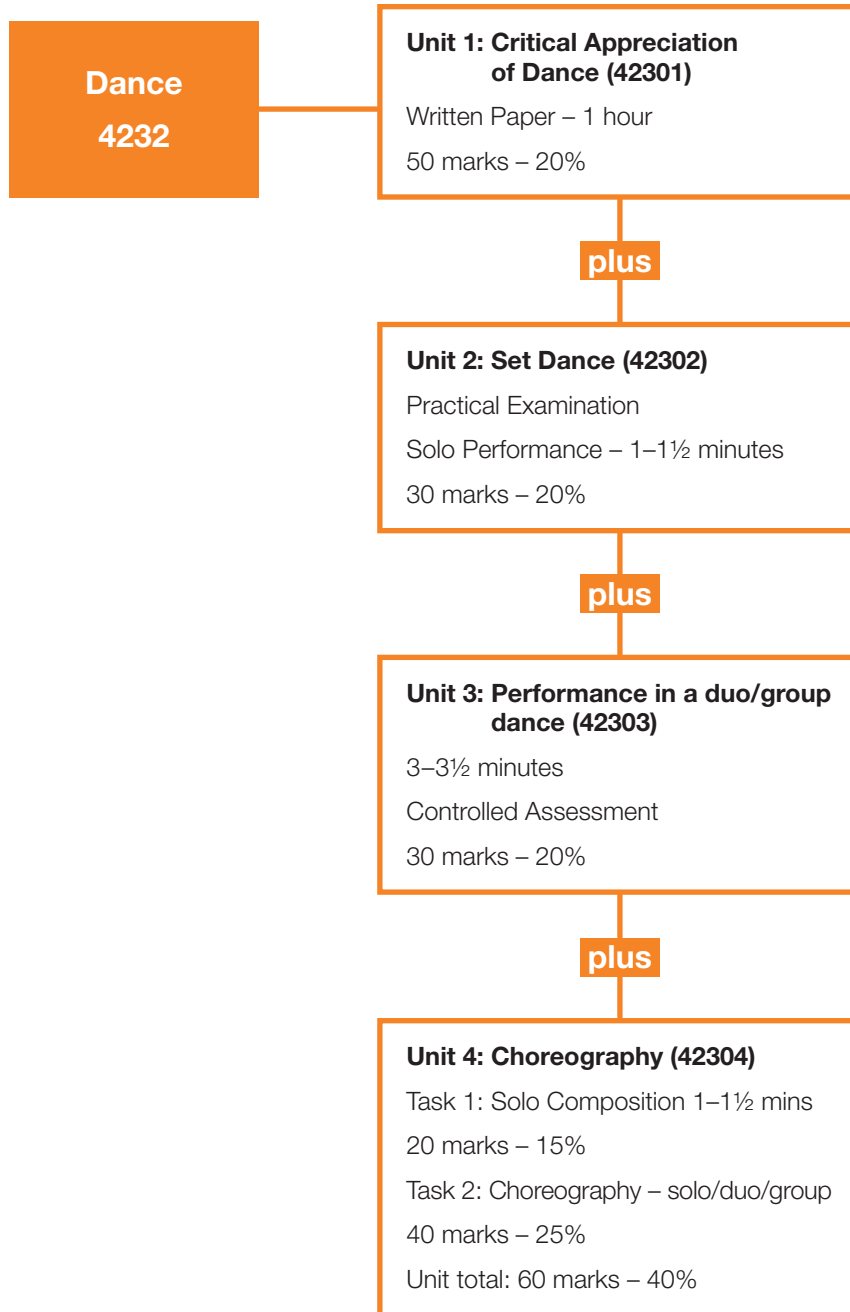 Dance
4232
Unit 1: Critical Appreciation
of Dance (42301)
Written Paper – 1 hour
50 marks – 20%
plus
Unit 2: Set Dance (42302)
Practical Examination
Solo Performance – 1–1½ minutes
30 marks – 20%
plus
Unit 3: Performance in a duo/group
dance (42303)
3–3½ minutes
Controlled Assessment
30 marks – 20%
plus
Unit 4: Choreography (42304)
Task 1: Solo Composition 1–1½ mins
20 marks – 15%
Task 2: Choreography – solo/duo/group
40 marks – 25%
Unit total: 60 marks – 40%